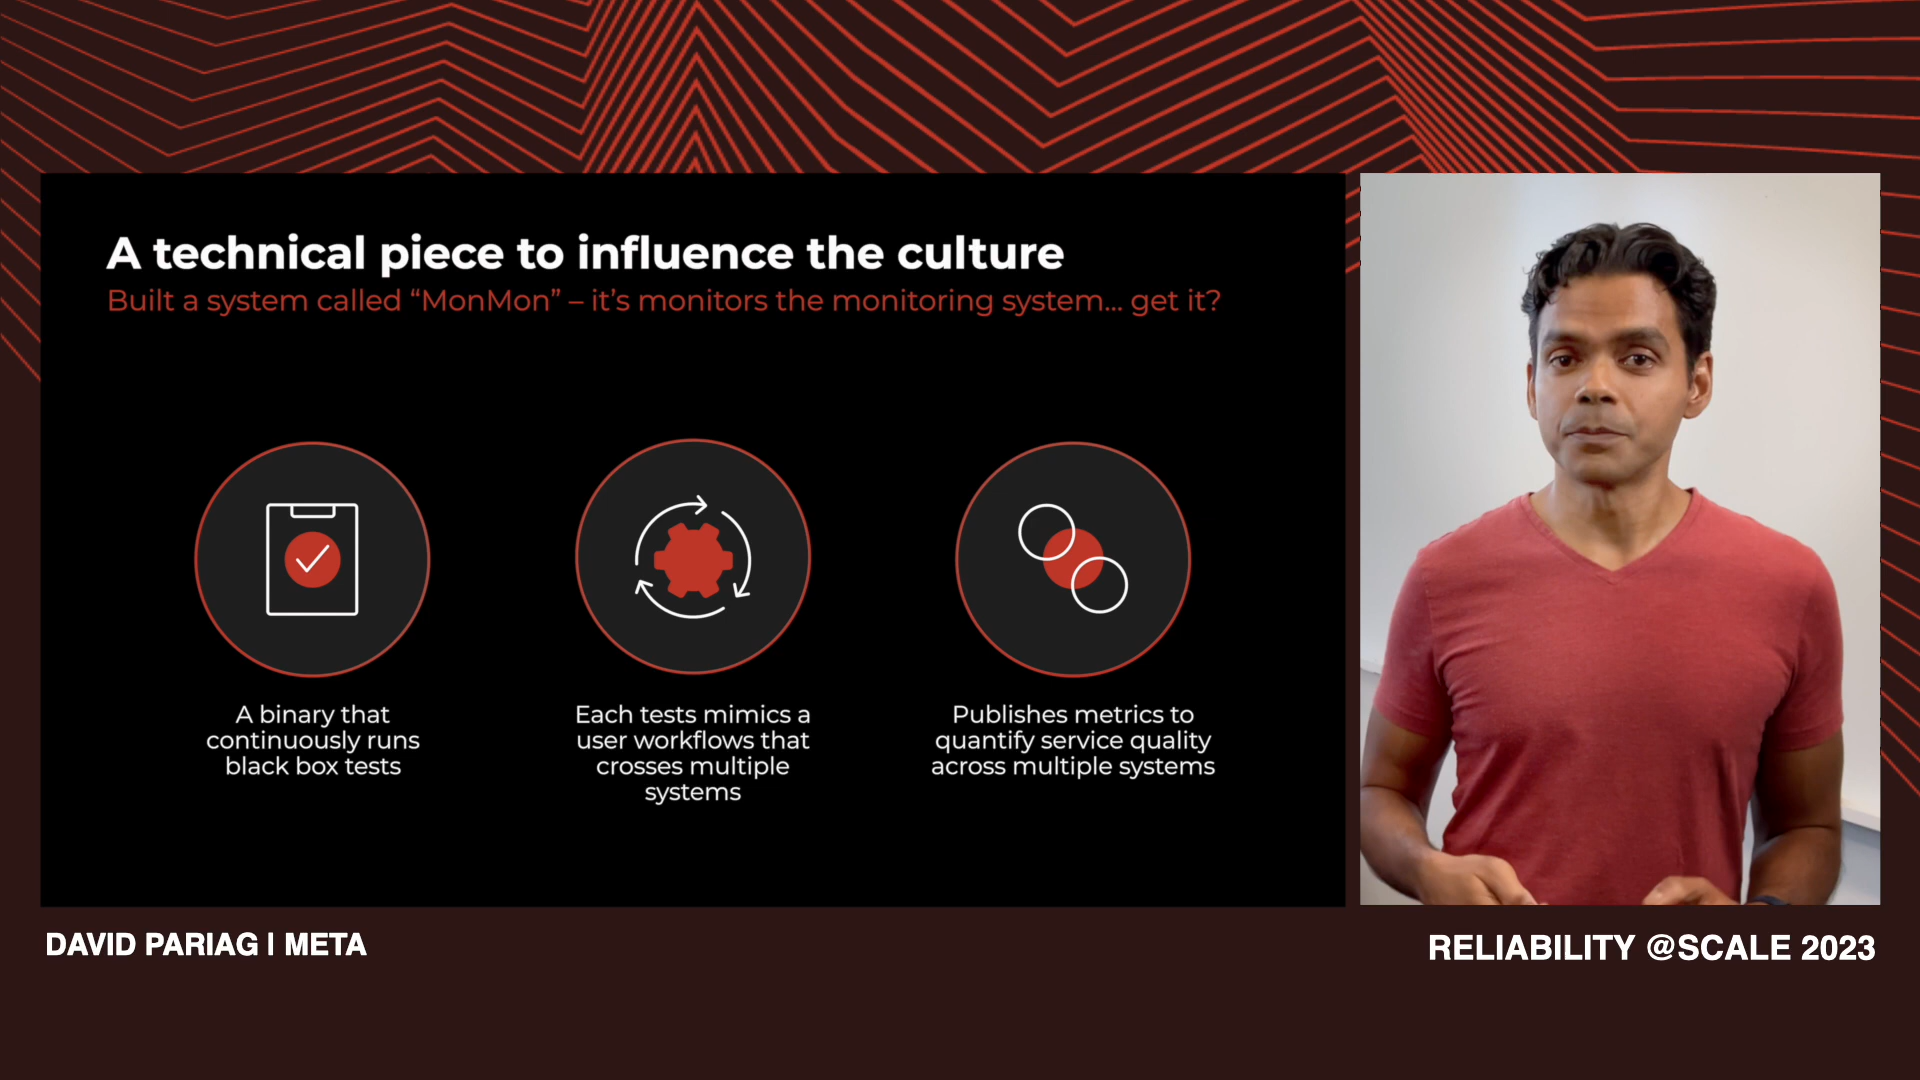 A technical piece to influence the culture
Built a system called “MonMon” – it’s monitors the monitoring system... get it?
A binary that
continuously runs
black box tests
Each tests mimics a
user workflows that
crosses multiple
systems
Publishes metrics to
quantify service quality
across multiple systems
DAVID PARIAG | META
RELIABILITY @SCALE 2023